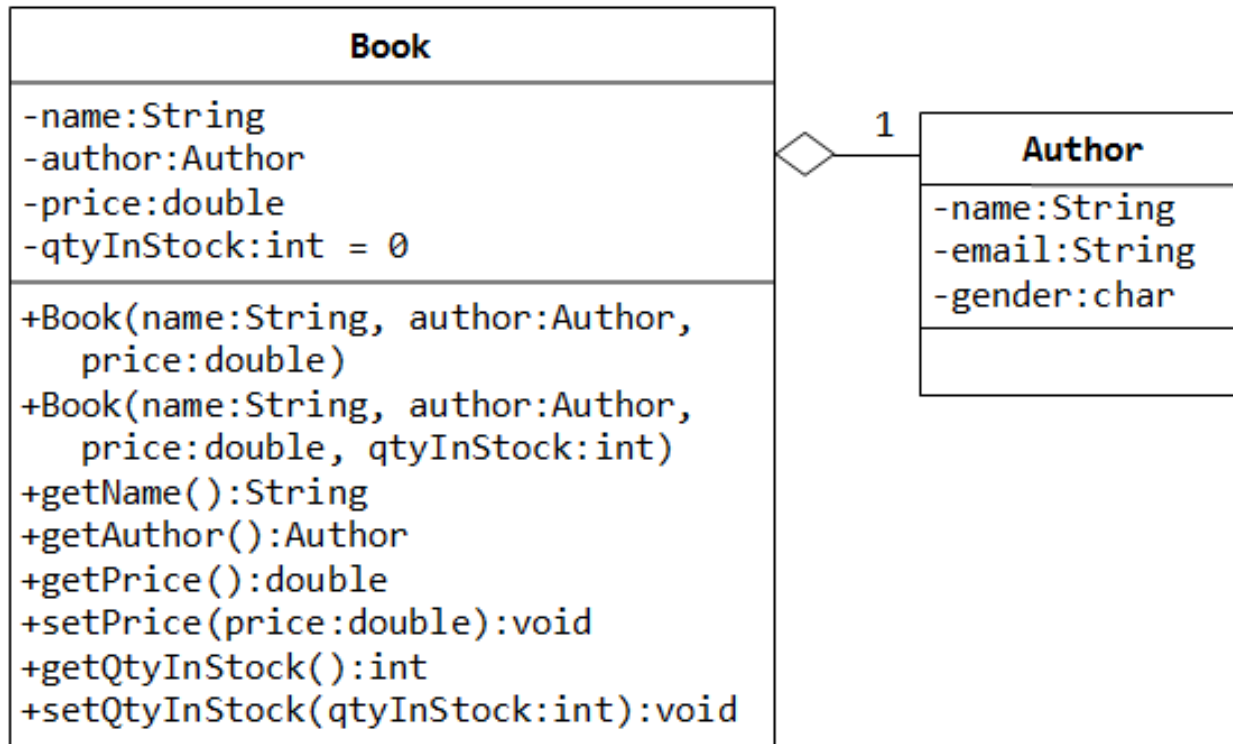 Book
-name:String
-author:Author
-price:double
-qtyInStock:int = 0
+Book(name:String, author:Author,
price:double)
+Book(name:String, author:Author,
price:double, qtyInStock:int)
+getName():String
+getAuthor():Author
+getPrice():double
+setPrice(price:double):void
+getQtyInStock():int
+setQtyInStock(qtyInStock:int):void
1
Author
-name:String
-email:String
-gender:char